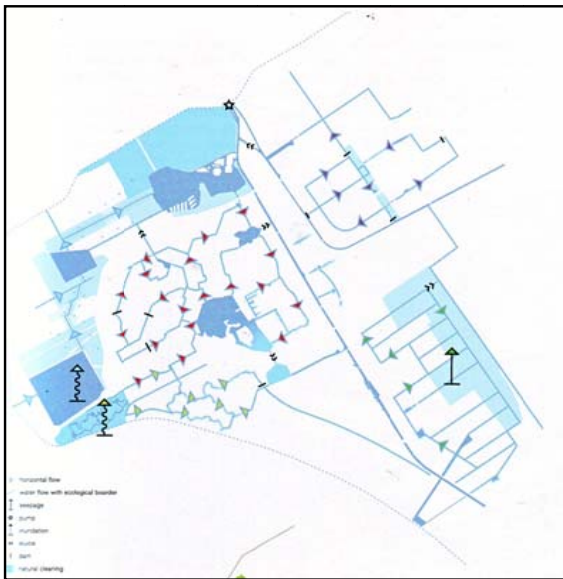 horizontal flow
water flow with ecological boarder
seepage
pump
inundation
sluice
dam
natural cleaning